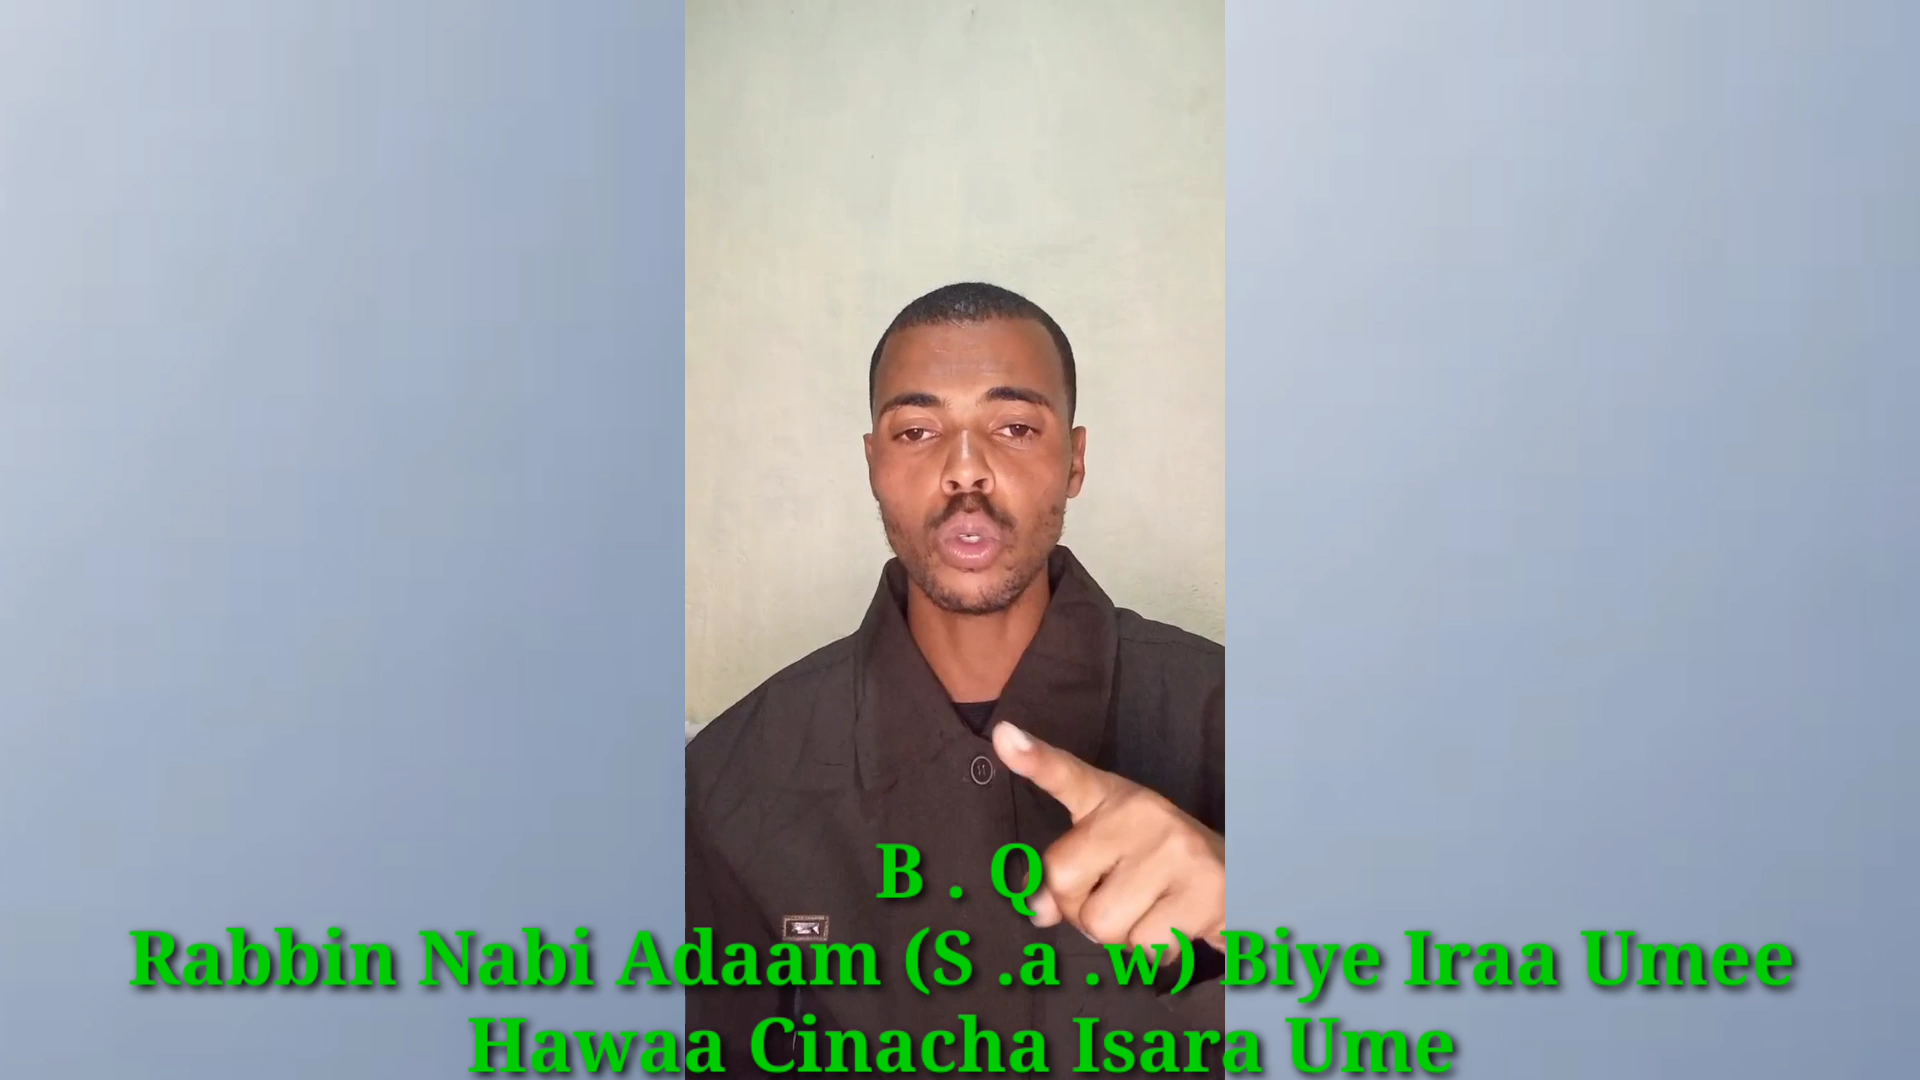 B . Q
Rabbin Nabi Adaam (S .a .w) Biye Iraa Umee
Hawaa Cinacha Isara Ume